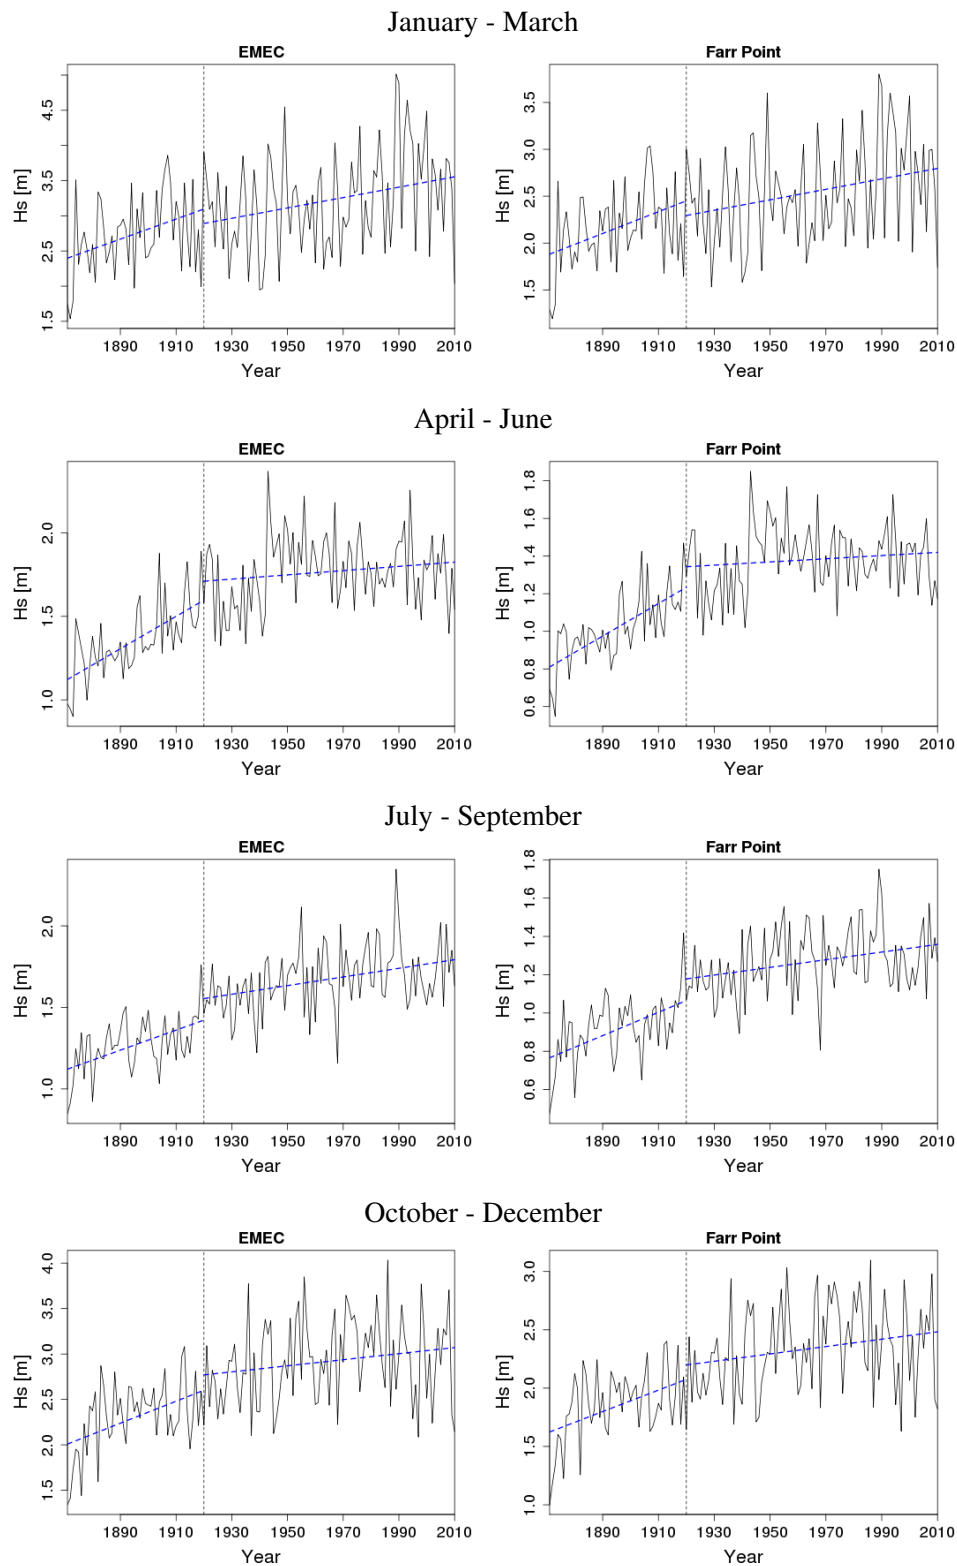 January - March
EMEC
Farr Point
Hs [m]
1.5 2.5 3.5 4.5
1890 1910 1930 1950 1970 1990 2010
Year
Hs [m]
1.5 2.0 2.5 3.0 3.5
1890 1910 1930 1950 1970 1990 2010
Year
April - June
EMEC
Farr Point
Hs [m]
1.0 1.5 2.0
1890 1910 1930 1950 1970 1990 2010
Year
Hs [m]
0.6 0.8 1.0 1.2 1.4 1.6 1.8
1890 1910 1930 1950 1970 1990 2010
Year
July - September
EMEC
Farr Point
Hs [m]
1.0 1.5 2.0
1890 1910 1930 1950 1970 1990 2010
Year
Hs [m]
0.6 0.8 1.0 1.2 1.4 1.6 1.8
1890 1910 1930 1950 1970 1990 2010
Year
October - December
EMEC
Farr Point
Hs [m]
1.5 2.0 2.5 3.0 3.5 4.0
1890 1910 1930 1950 1970 1990 2010
Year
Hs [m]
1.0 1.5 2.0 2.5 3.0
1890 1910 1930 1950 1970 1990 2010
Year